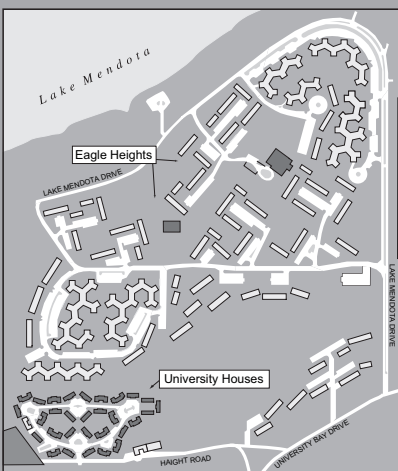 Lake Mendota
Eagle Heights
LAKE MENDOTA DRIVE
LAKE MENDOTA DRIVE
University Houses
HAIGHT ROAD
UNIVERSITY BAY DRIVE